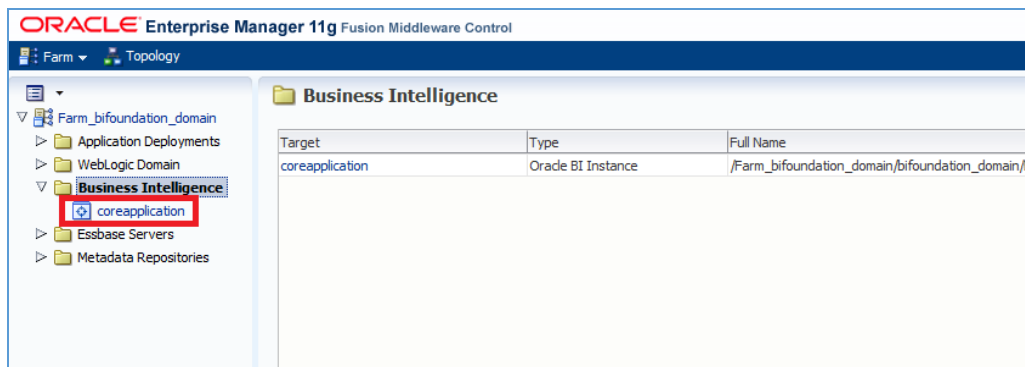 ORACLE Enterprise Manager 11g Fusion Middleware Control
Farm Topology
Farm_bifoundation_domain
Application Deployments
WebLogic Domain
Business Intelligence
coreapplication
Essbase Servers
Metadata Repositories
Business Intelligence
Target Type Full Name
coreapplication Oracle BI Instance /Farm_bifoundation_domain/bifoundation_domain/